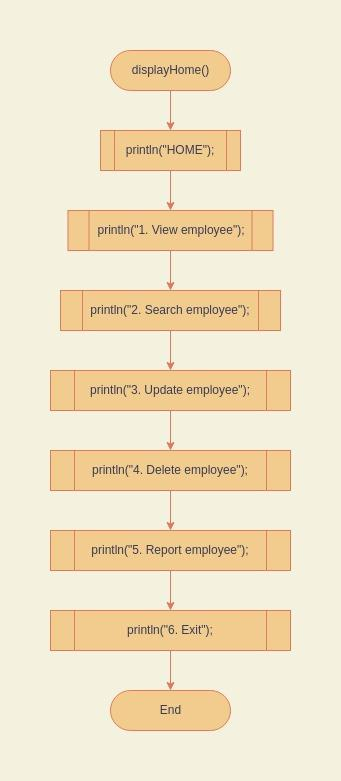 displayHome()
println("HOME");
println("1. View employee");
println("2. Search employee");
println("3. Update employee");
println("4. Delete employee");
println("5. Report employee");
println("6. Exit");
End